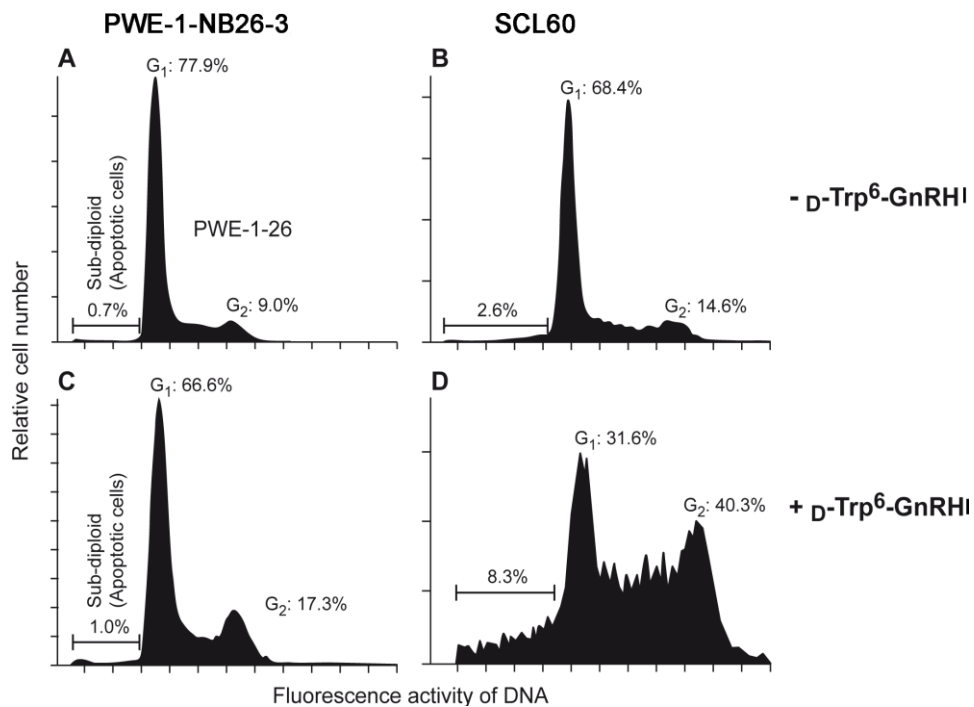 PWE-1-NB26-3
SCL60
A
B
G1: 77.9%
G1: 68.4%
Sub-diploid
(Apoptotic cells)
0.7%
PWE-1-26
G2: 9.0%
2.6%
G2: 14.6%
- D-Trp6-GnRH I
C
D
G1: 66.6%
G1: 31.6%
Sub-diploid
(Apoptotic cells)
1.0%
G2: 17.3%
8.3%
G2: 40.3%
+ D-Trp6-GnRH I
Relative cell number
Fluorescence activity of DNA